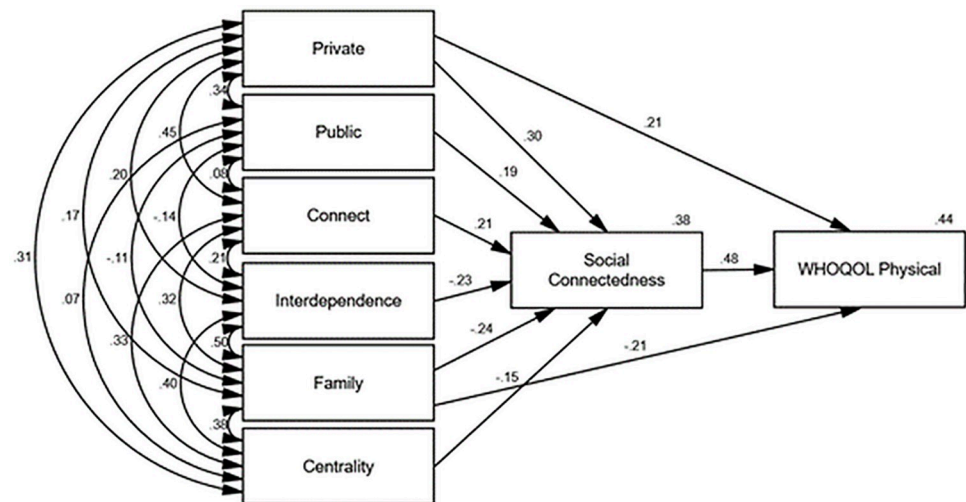 Private
.34
.21
.30
Public
.45
.19
.08
.20
Connect
.17
-.14
.21
.38
.44
Social
Connectedness
.48
WHOQOL Physical
.31
-.11
.21
Interdependence
-.23
.07
.32
.33
.50
-.24
-.21
Family
.40
-.15
.38
Centrality